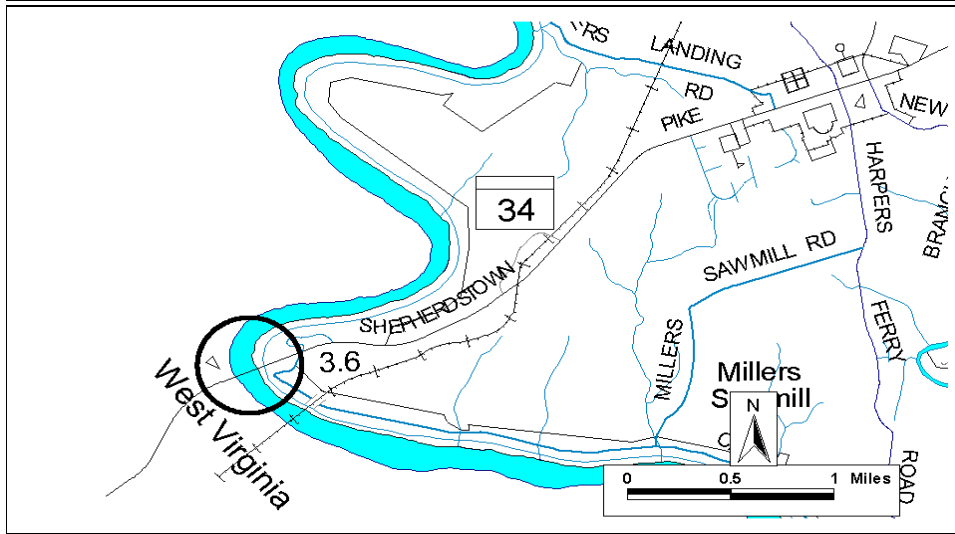 RS LANDING RD
PIKE
NEW
HARPERS
34
SAWMILL RD
SHEPHERDSTOWN
3.6
FERRY
MILLERS
West Virginia
Millers
N
0 0.5 1 Miles
ROAD